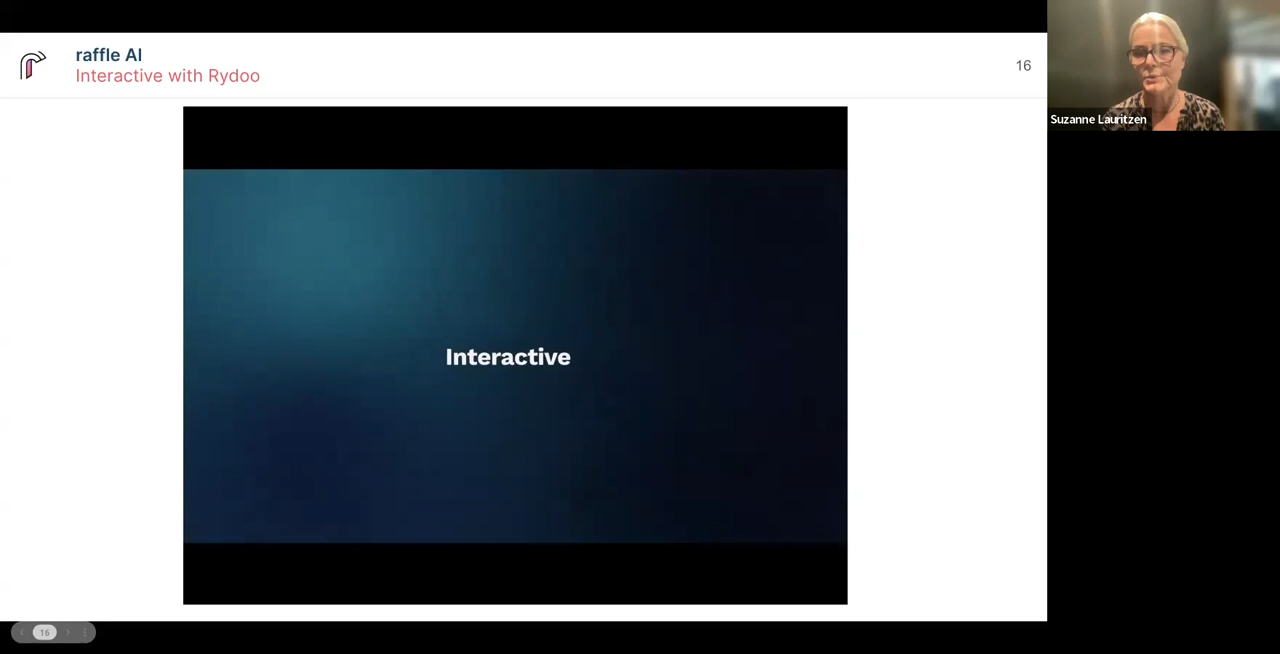 raffle AI
Interactive with Rydoo
16
Suzanne Lauritzen
Interactive
16